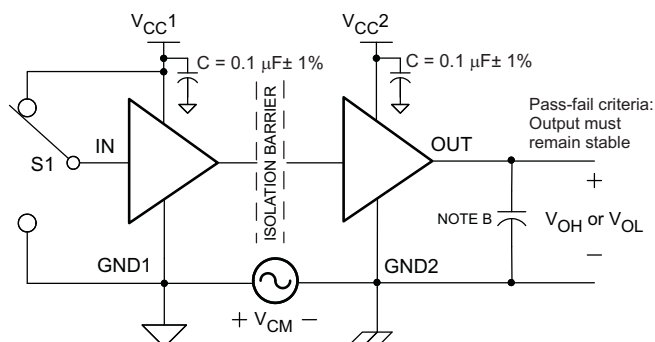 VCC1
VCC2
C = 0.1 μF± 1%
C = 0.1 μF± 1%
Pass-fail criteria:
Output must
remain stable
IN
OUT
S1
ISOLATION BARRIER
+
NOTE B
VOH or VOL
–
GND1
GND2
+ VCM –